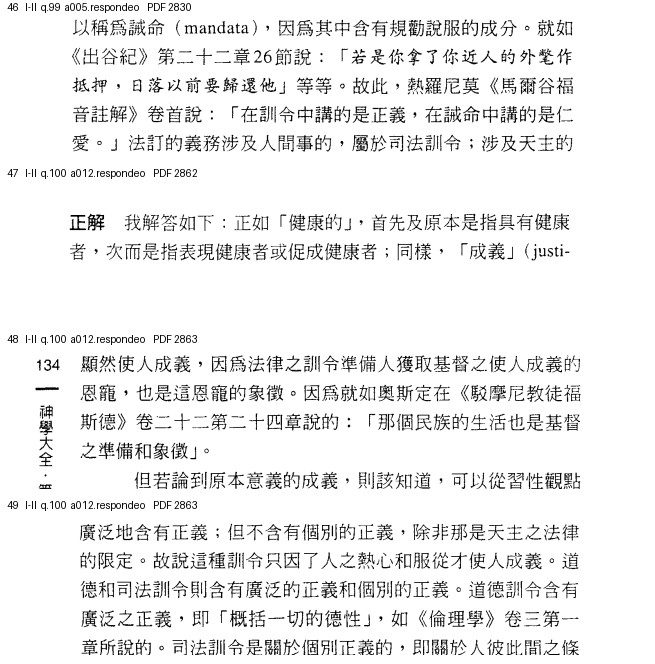 46 I-II q.99 a005.respondeo PDF 2830
以稱爲誡命（mandata），因爲其中含有規勸說服的成分。就如
《出谷紀》第二十二章26節說：「若是你拿了你近人的外氅作
抵押，日落以前要歸還他」等等。故此，熱羅尼莫《馬爾谷福
音註解》卷首說：「在訓令中講的是正義，在誡命中講的是仁
愛。」法訂的義務涉及人間事的，屬於司法訓令；涉及天主的
47 I-II q.100 a012.respondeo PDF 2862
正解　我解答如下：正如「健康的」，首先及原本是指具有健康
者，次而是指表現健康者或促成健康者；同樣，「成義」（justi-
48 I-II q.100 a012.respondeo PDF 2863
134
神學大全．
顯然使人成義，因爲法律之訓令準備人獲取基督之使人成義的
恩寵，也是這恩寵的象徵。因爲就如奧斯定在《駁摩尼教徒福
斯德》卷二十二第二十四章說的：「那個民族的生活也是基督
之準備和象徵」。
但若論到原本意義的成義，則該知道，可以從習性觀點
49 I-II q.100 a012.respondeo PDF 2863
廣泛地含有正義；但不含有個別的正義，除非那是天主之法律
的限定。故說這種訓令只因了人之熱心和服從才使人成義。道
德和司法訓令則含有廣泛的正義和個別的正義。道德訓令含有
廣泛之正義，即「概括一切的德性」，如《倫理學》卷三第一
章所說的。司法訓令是關於個別正義的，即關於人彼此間之條